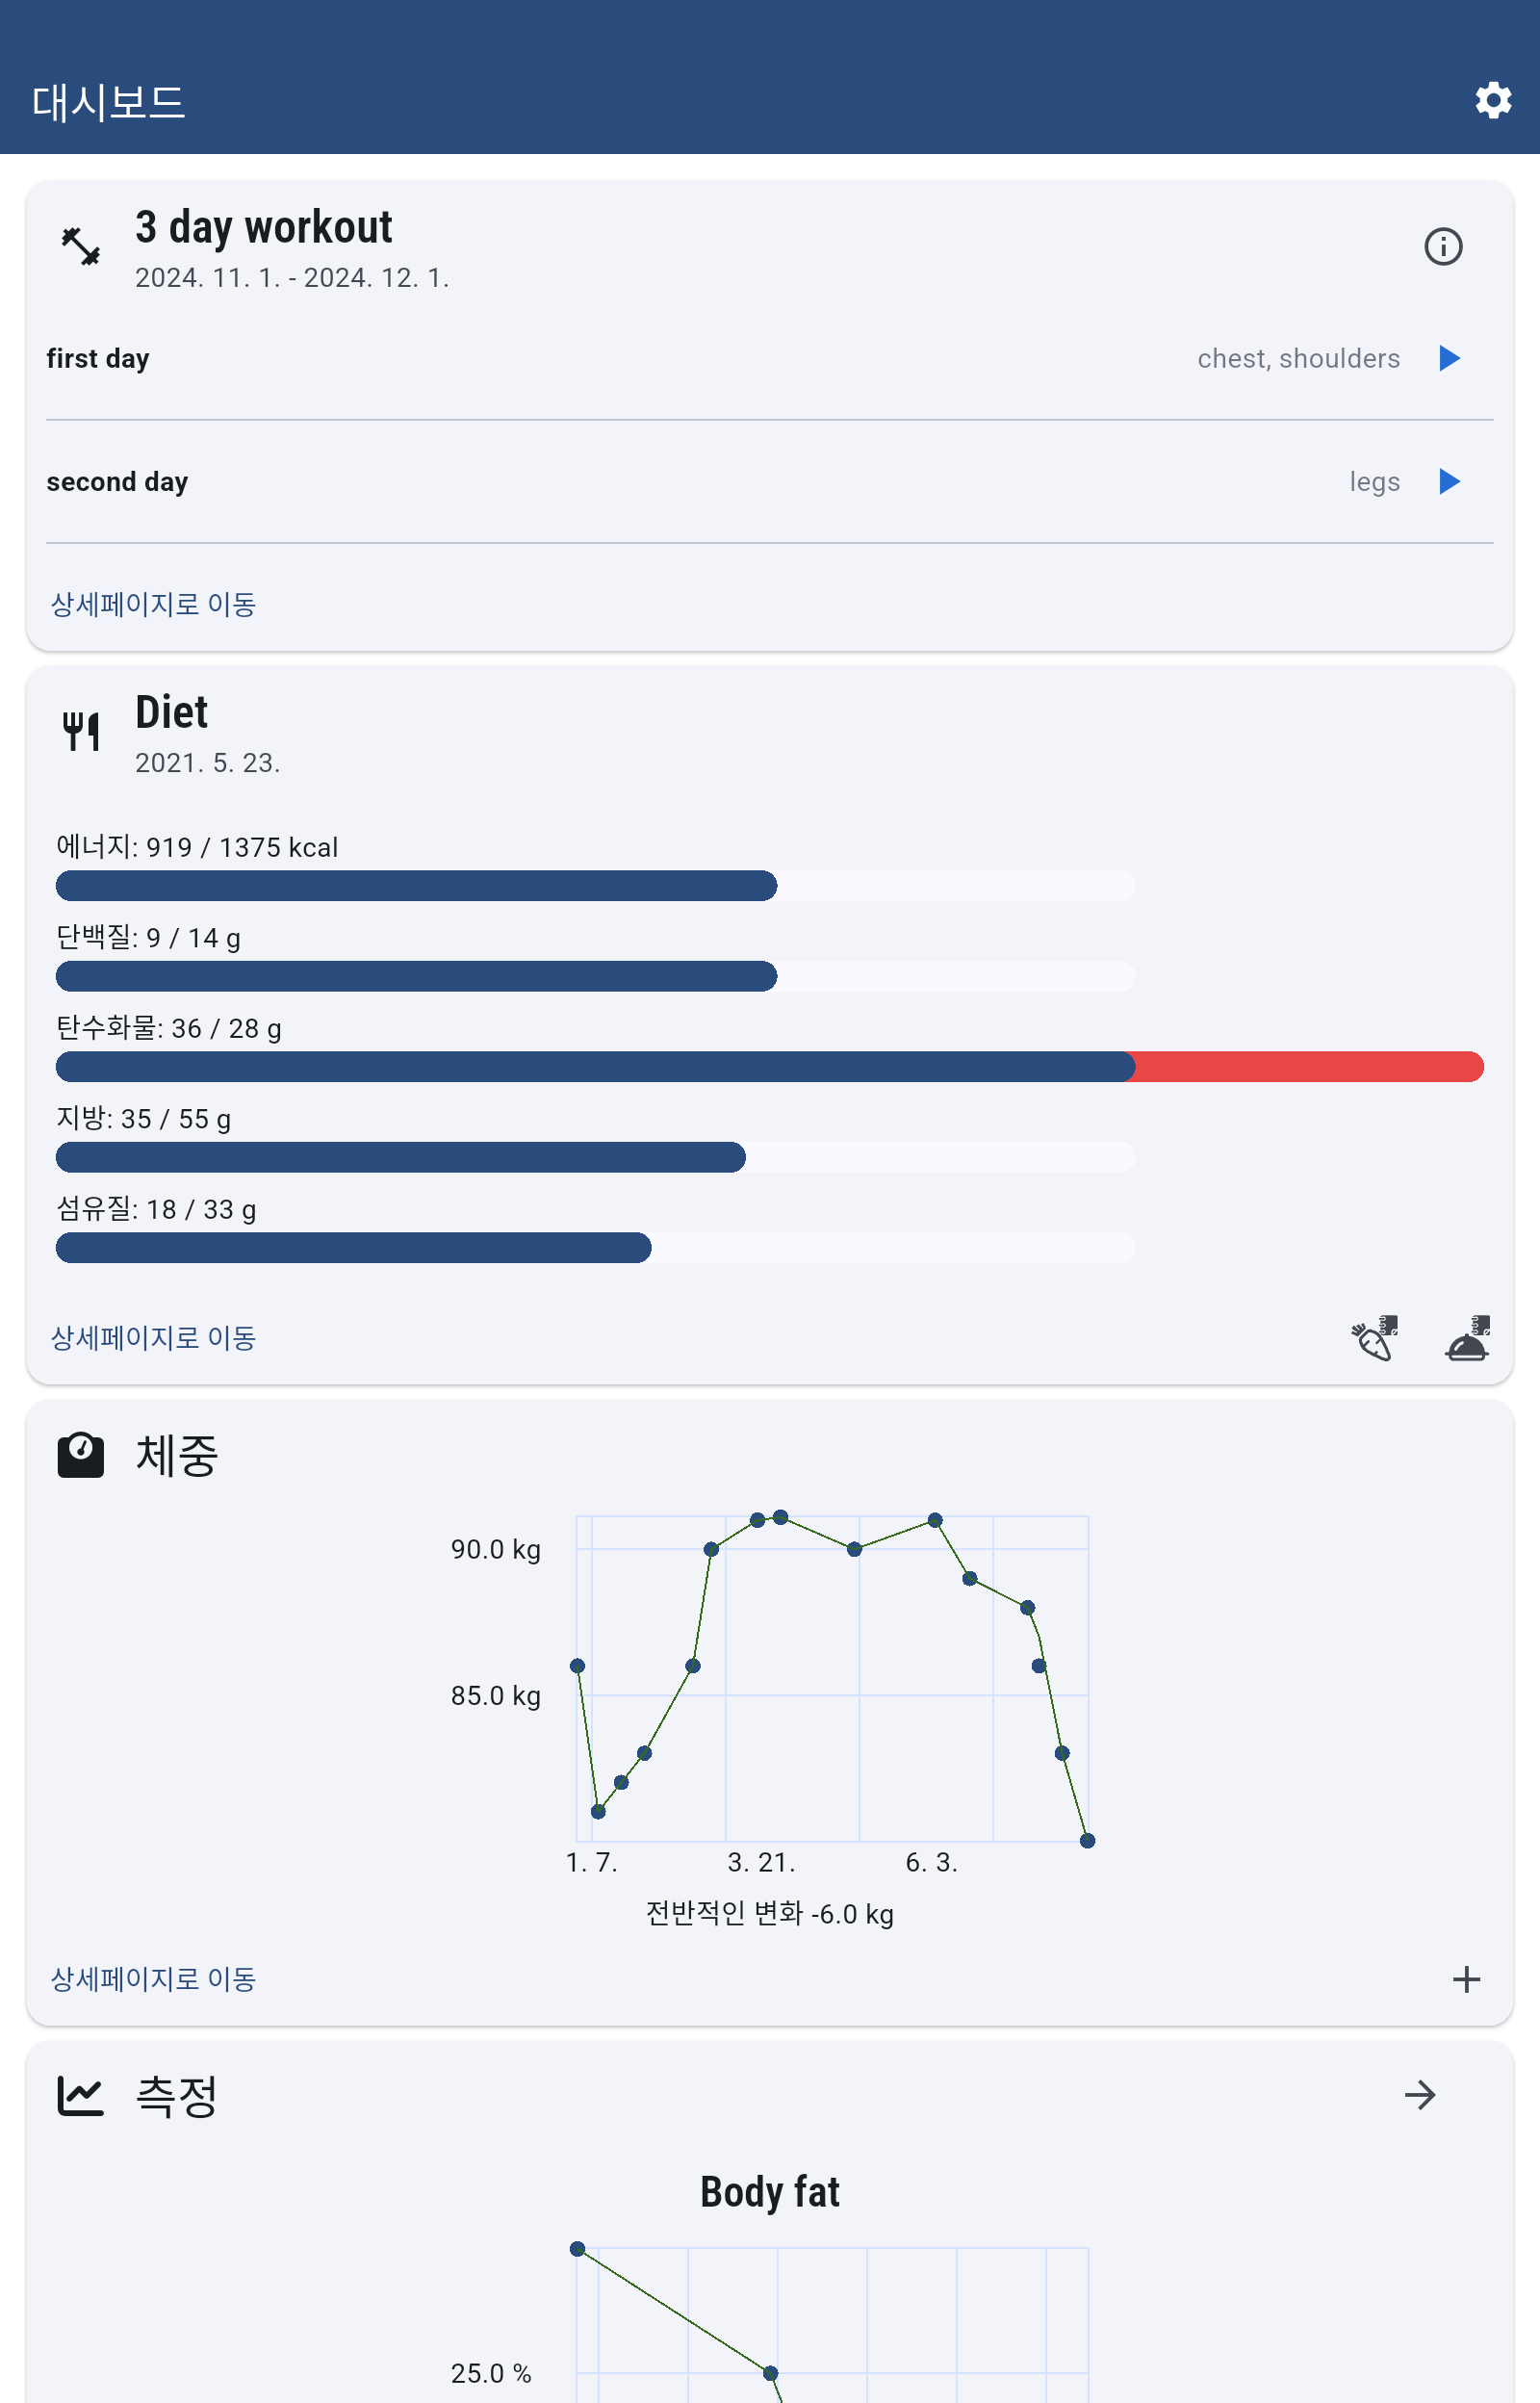 대시보드
3 day workout
2024. 11. 1. - 2024. 12. 1.
first day
chest, shoulders
second day
legs
상세페이지로 이동
Diet
2021. 5. 23.
에너지: 919 / 1375 kcal
단백질: 9 / 14 g
탄수화물: 36 / 28 g
지방: 35 / 55 g
섬유질: 18 / 33 g
상세페이지로 이동
체중
90.0 kg
85.0 kg
1. 7.
3. 21.
6. 3.
전반적인 변화 -6.0 kg
상세페이지로 이동
측정
Body fat
25.0 %